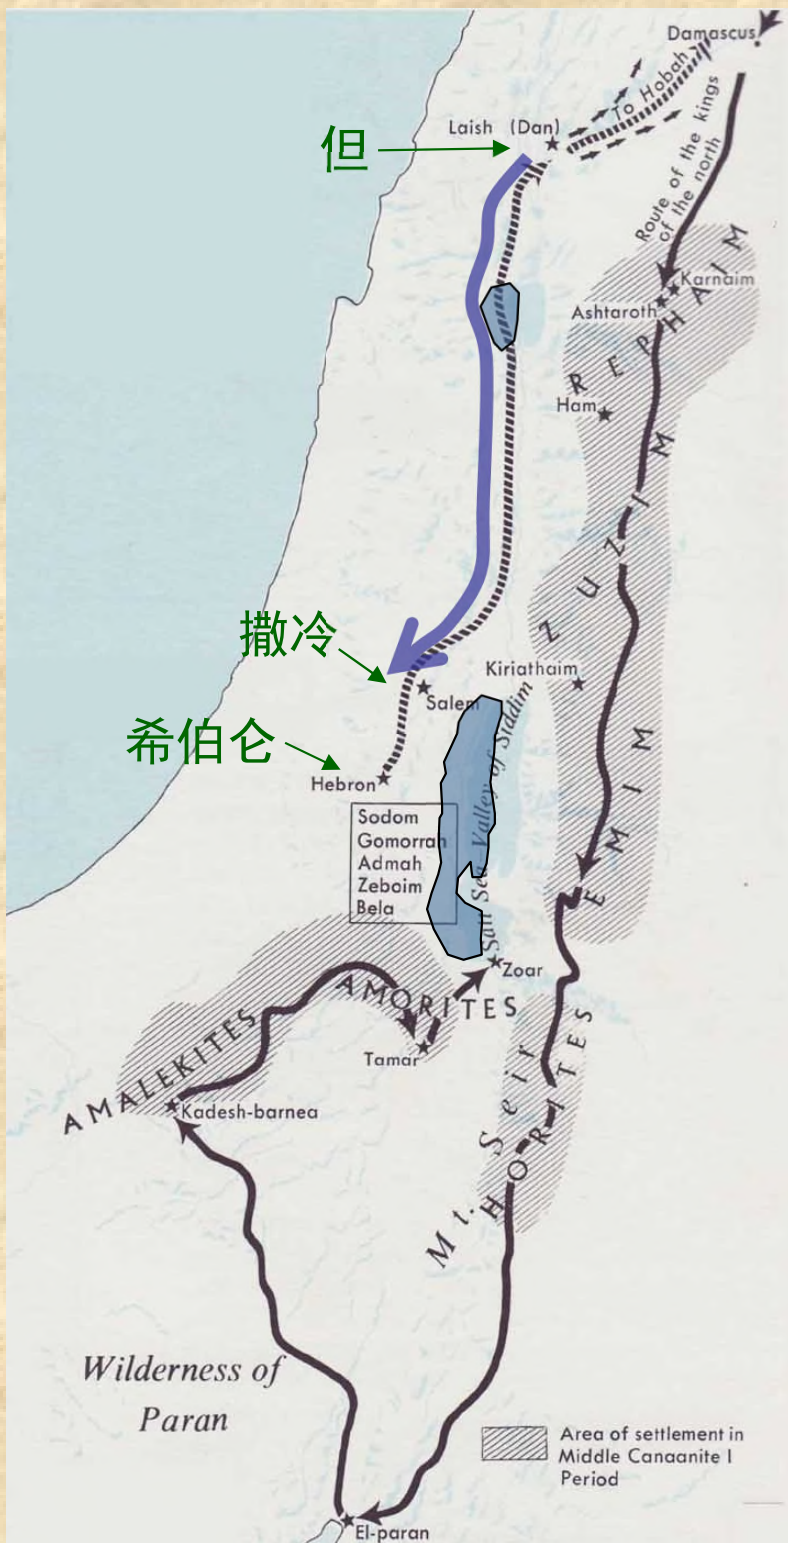 Damascus
To Hobah
Laish (Dan)
但
Route of the kings
of the north
Karnaim
Ashtaroth
REPHAIM
Ham
ZUZIM
撒冷
Kiriathaim
Salem
希伯仑
Hebron
Valley of Siddim
Salt Sea
EMIM
Sodom
Gomorrah
Admah
Zeboim
Bela
Zoar
AMORITES
AMALEKITES
Tamar
Kadesh-barnea
Mt. Seir
HORITES
Wilderness of
Paran
Area of settlement in
Middle Canaanite I
Period
El-paran